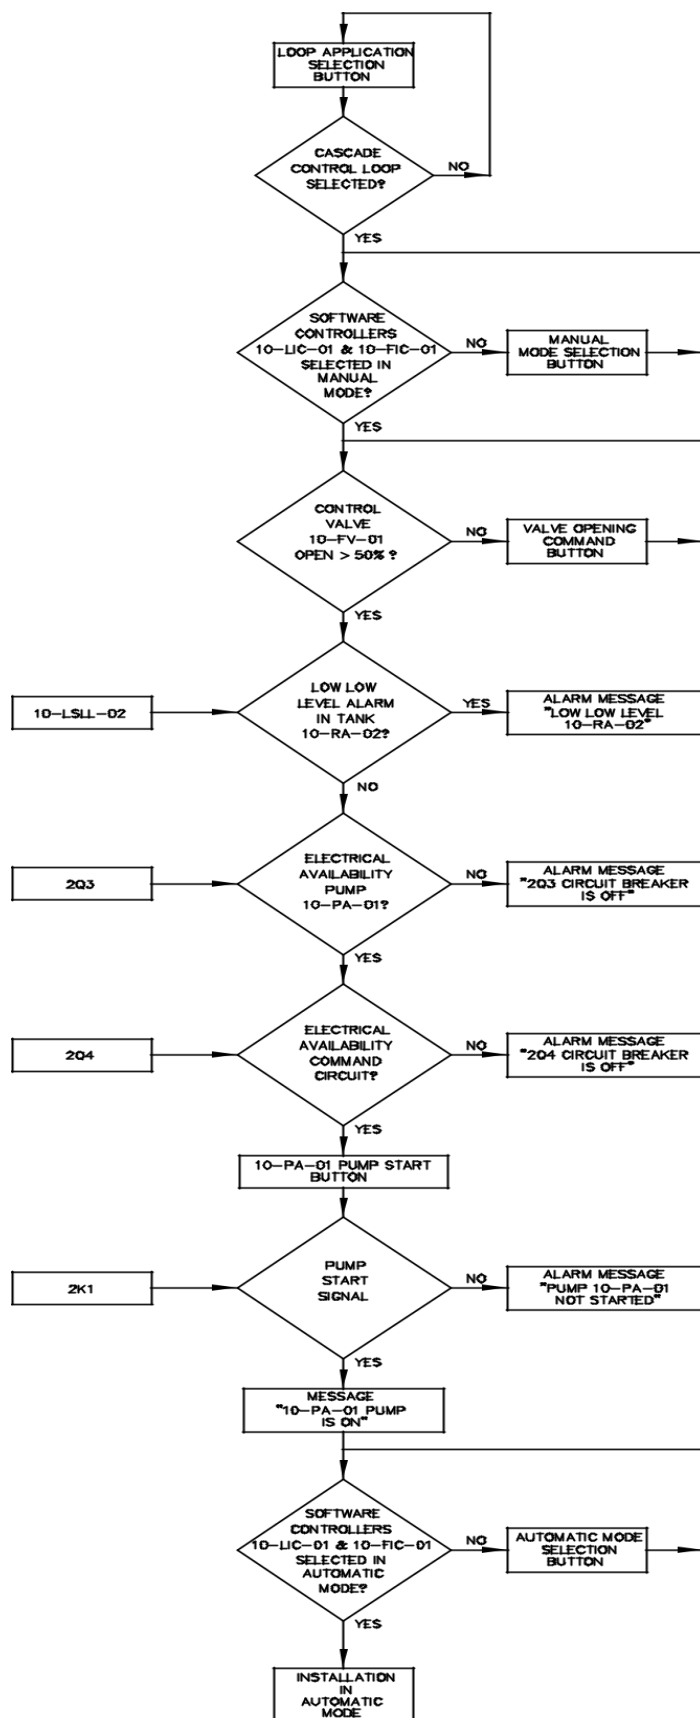 LOOP APPLICATION
SELECTION
BUTTON
CASCADE
CONTROL LOOP
SELECTED?
NO
YES
SOFTWARE
CONTROLLERS
10-LIC-01 & 10-FIC-01
SELECTED IN
MANUAL
MODE?
NO
MANUAL
MODE SELECTION
BUTTON
YES
CONTROL
VALVE
10-FV-01
OPEN > 50% ?
NO
VALVE OPENING
COMMAND
BUTTON
YES
10-LSLL-02
LOW LOW
LEVEL ALARM
IN TANK
10-RA-02?
YES
ALARM MESSAGE
"LOW LOW LEVEL
10-RA-02"
NO
2Q3
ELECTRICAL
AVAILABILITY
PUMP
10-PA-01?
NO
ALARM MESSAGE
"2Q3 CIRCUIT BREAKER
IS OFF"
YES
2Q4
ELECTRICAL
AVAILABILITY
COMMAND
CIRCUIT?
NO
ALARM MESSAGE
"2Q4 CIRCUIT BREAKER
IS OFF"
YES
10-PA-01 PUMP START
BUTTON
2K1
PUMP
START
SIGNAL
NO
ALARM MESSAGE
"PUMP 10-PA-01
NOT STARTED"
YES
MESSAGE
"10-PA-01 PUMP
IS ON"
SOFTWARE
CONTROLLERS
10-LIC-01 & 10-FIC-01
SELECTED IN
AUTOMATIC
MODE?
NO
AUTOMATIC MODE
SELECTION
BUTTON
YES
INSTALLATION
IN
AUTOMATIC
MODE